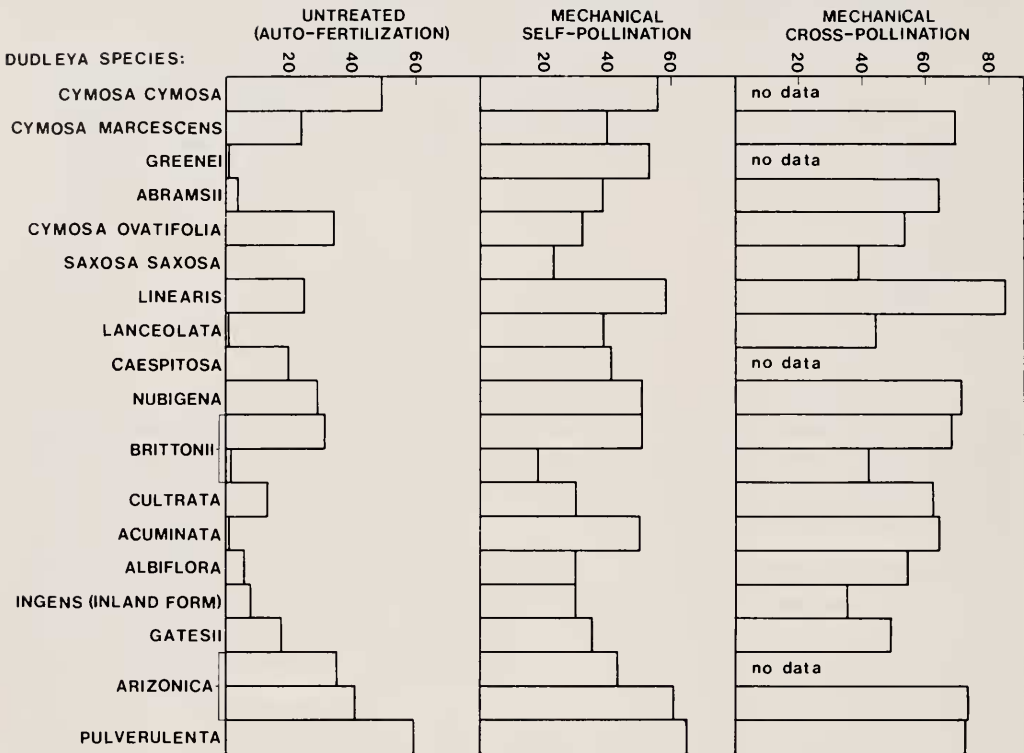 UNTREATED
(AUTO-FERTILIZATION)
MECHANICAL
SELF-POLLINATION
MECHANICAL
CROSS-POLLINATION
DUDLEYA SPECIES:
20 40 60
20 40 60
20 40 60 80
CYMOSA CYMOSA
no data
CYMOSA MARCESCENS
GREENEI
no data
ABRAMSII
CYMOSA OVATIFOLIA
SAXOSA SAXOSA
LINEARIS
LANCEOLATA
CAESPITOSA
no data
NUBIGENA
BRITTONII
CULTRATA
ACUMINATA
ALBIFLORA
INGENS (INLAND FORM)
GATESII
ARIZONICA
no data
PULVERULENTA